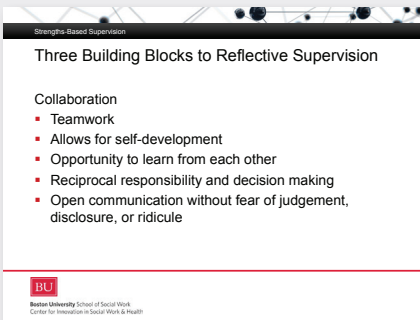 Strengths-Based Supervision
Three Building Blocks to Reflective Supervision
Collaboration
▪ Teamwork
▪ Allows for self-development
▪ Opportunity to learn from each other
▪ Reciprocal responsibility and decision making
▪ Open communication without fear of judgement,
disclosure, or ridicule
BU
Boston University School of Social Work
Center for Innovation in Social Work & Health